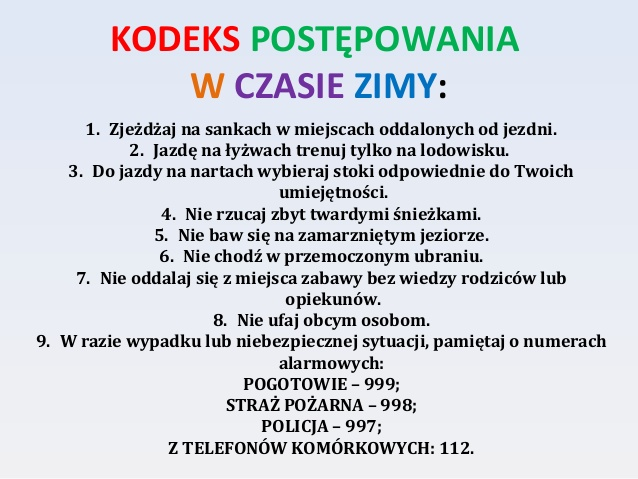 KODEKS POSTĘPOWANIA
W CZASIE ZIMY:
1. Zjeżdżaj na sankach w miejscach oddalonych od jezdni.
2. Jazdę na łyżwach trenuj tylko na lodowisku.
3. Do jazdy na nartach wybieraj stoki odpowiednie do Twoich
umiejętności.
4. Nie rzucaj zbyt twardymi śnieżkami.
5. Nie baw się na zamarzniętym jeziorze.
6. Nie chodź w przemoczonym ubraniu.
7. Nie oddalaj się z miejsca zabawy bez wiedzy rodziców lub
opiekunów.
8. Nie ufaj obcym osobom.
9. W razie wypadku lub niebezpiecznej sytuacji, pamiętaj o numerach
alarmowych:
POGOTOWIE – 999;
STRAŻ POŻARNA – 998;
POLICJA – 997;
Z TELEFONÓW KOMÓRKOWYCH: 112.